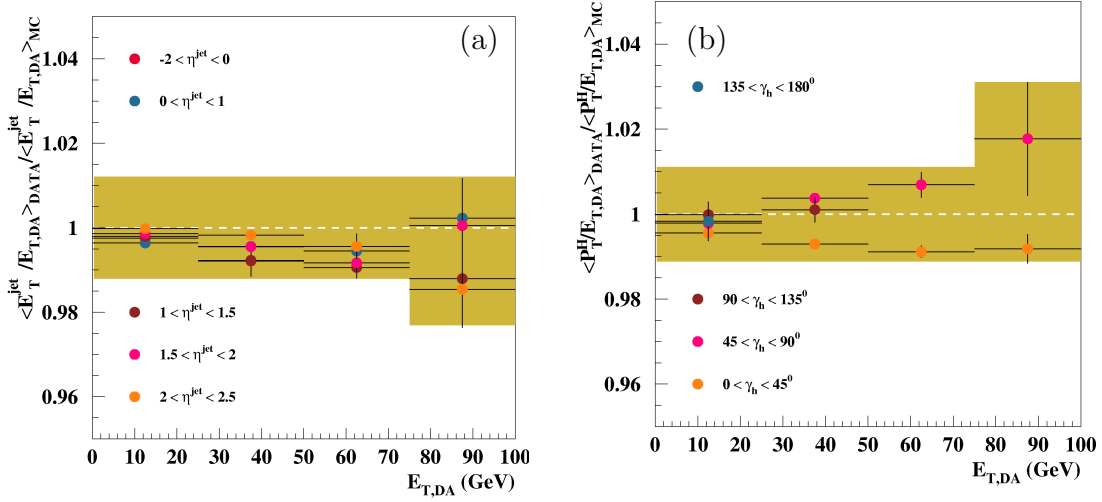 (a)
<E_T^jet/E_T,DA>_DATA/<E_T^jet/E_T,DA>_MC
1.04
1.02
1
0.98
0.96
-2 < η^jet < 0
0 < η^jet < 1
1 < η^jet < 1.5
1.5 < η^jet < 2
2 < η^jet < 2.5
0 10 20 30 40 50 60 70 80 90 100
E_T,DA (GeV)
(b)
<P_T^H/E_T,DA>_DATA/<P_T^H/E_T,DA>_MC
1.04
1.02
1
0.98
0.96
135 < γ_h < 180^0
90 < γ_h < 135^0
45 < γ_h < 90^0
0 < γ_h < 45^0
0 10 20 30 40 50 60 70 80 90 100
E_T,DA (GeV)